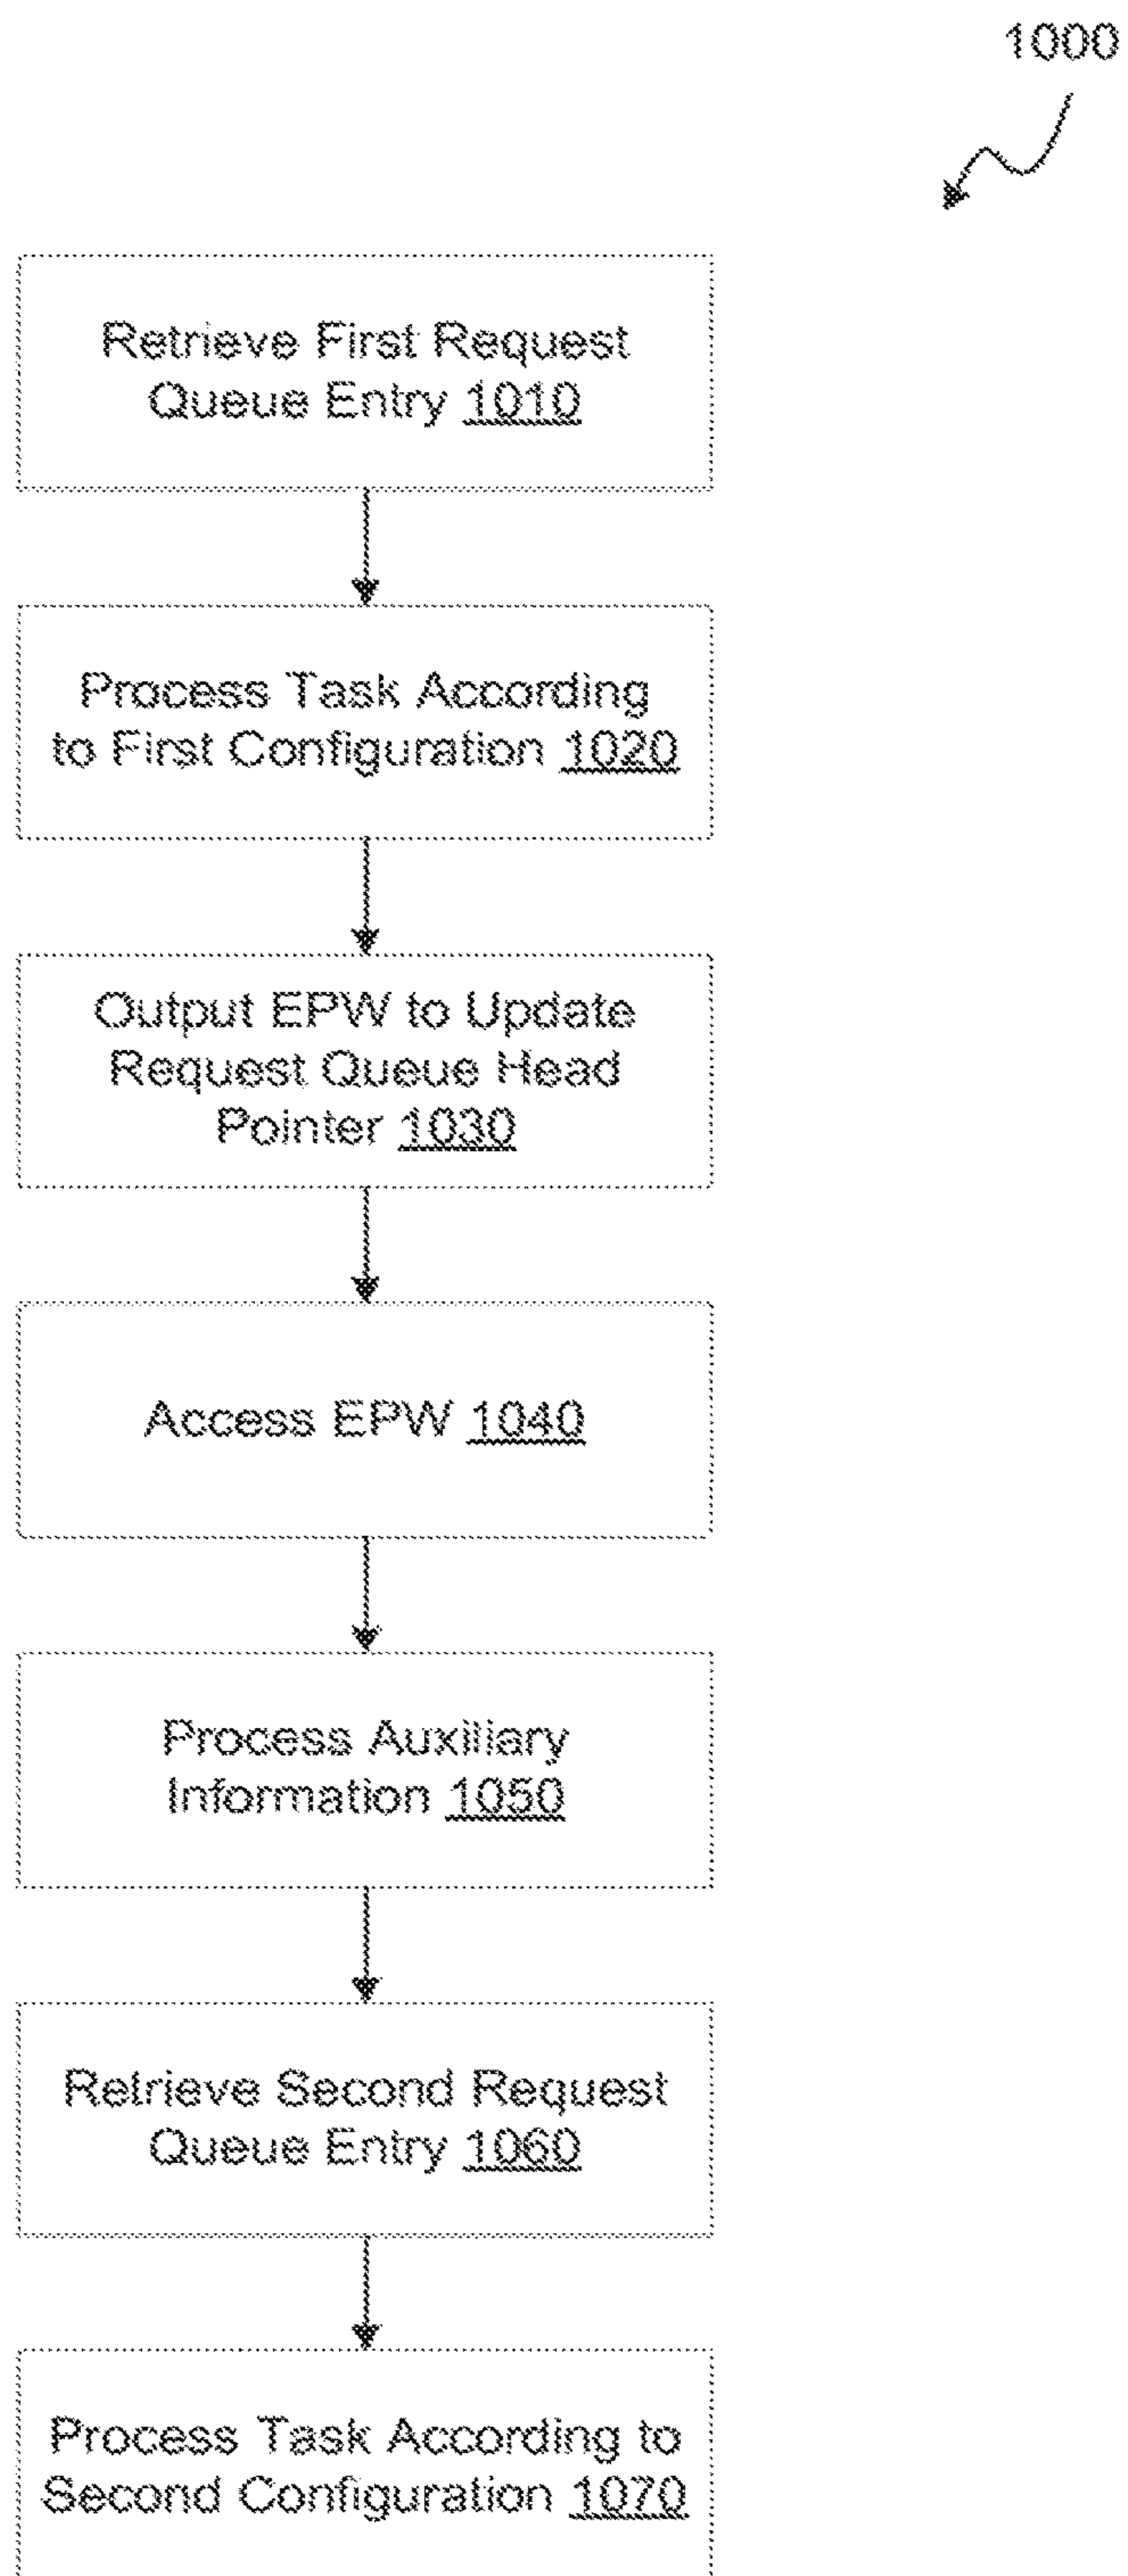 1000
Retrieve First Request
Queue Entry 1010
Process Task According
to First Configuration 1020
Output EPW to Update
Request Queue Head
Pointer 1030
Access EPW 1040
Process Auxiliary
Information 1050
Retrieve Second Request
Queue Entry 1060
Process Task According to
Second Configuration 1070